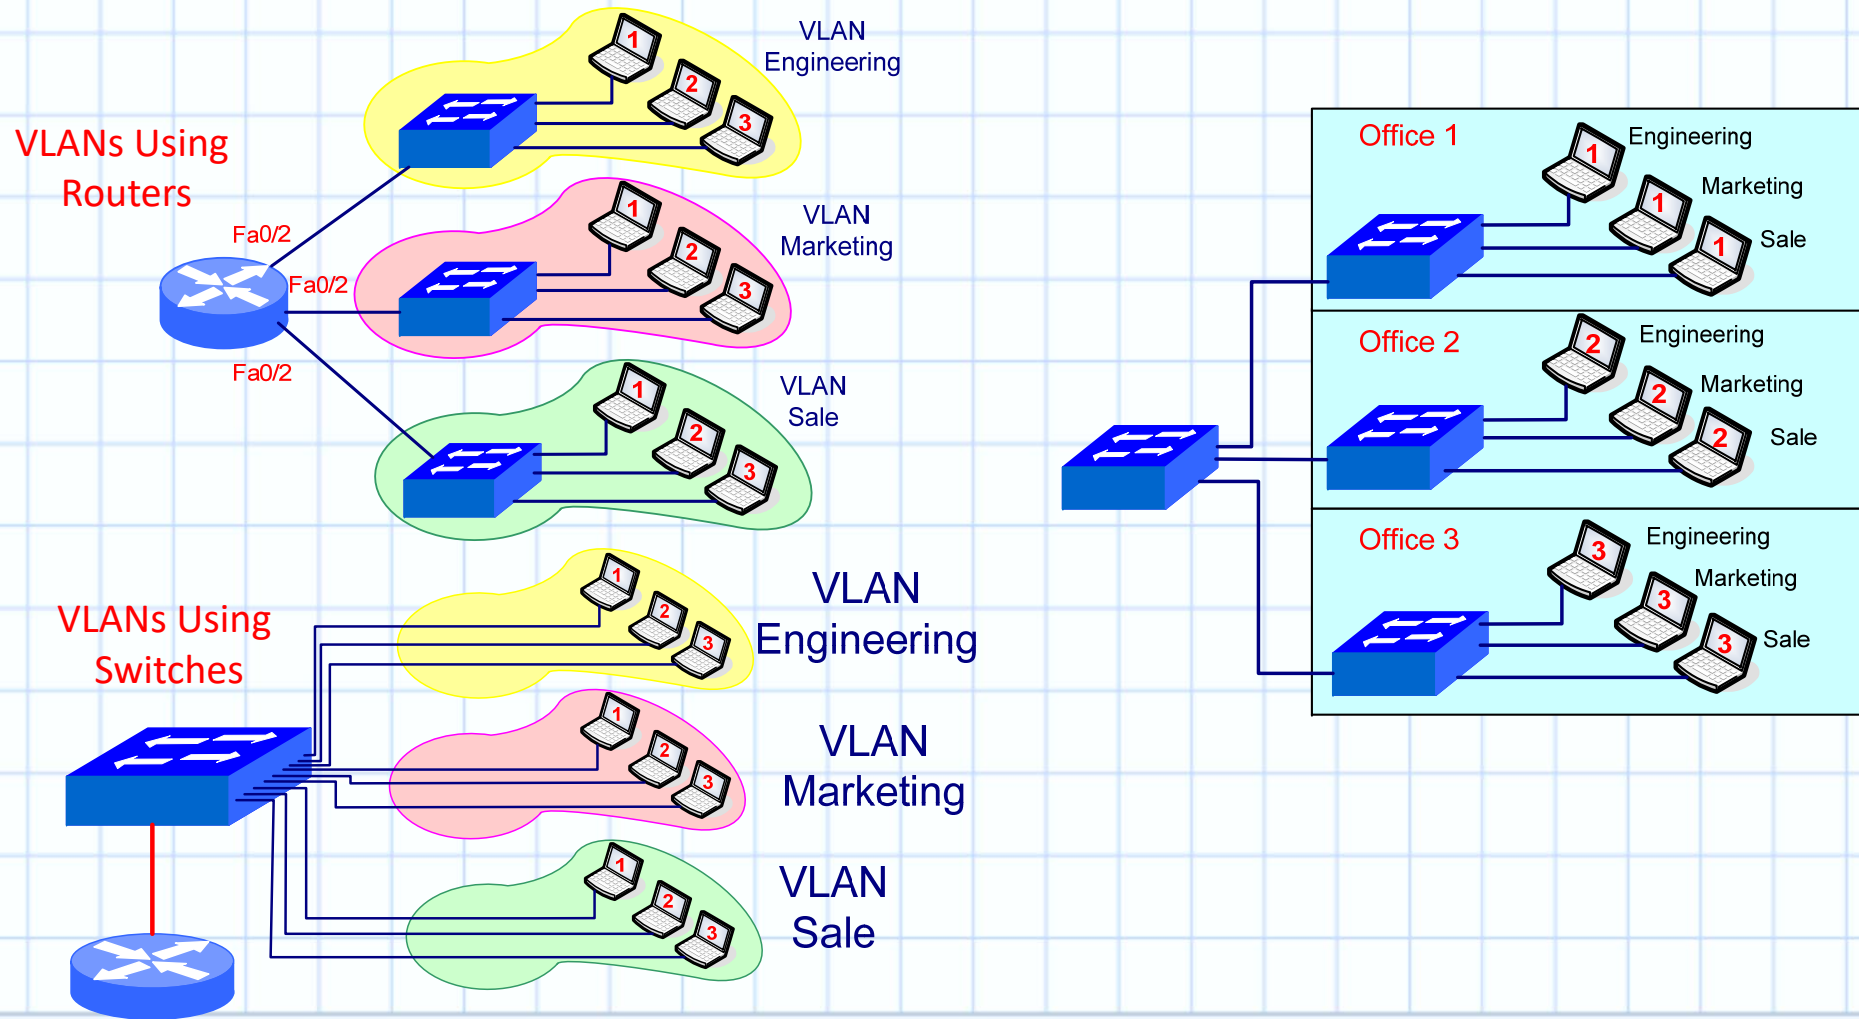 VLANs Using
Routers
Fa0/2
Fa0/2
Fa0/2
1
2
3
VLAN
Engineering
1
2
3
VLAN
Marketing
1
2
3
VLAN
Sale
VLANs Using
Switches
1
2
3
VLAN
Engineering
1
2
3
VLAN
Marketing
1
2
3
VLAN
Sale
Office 1
1
Engineering
1
Marketing
1
Sale
Office 2
2
Engineering
2
Marketing
2
Sale
Office 3
3
Engineering
3
Marketing
3
Sale